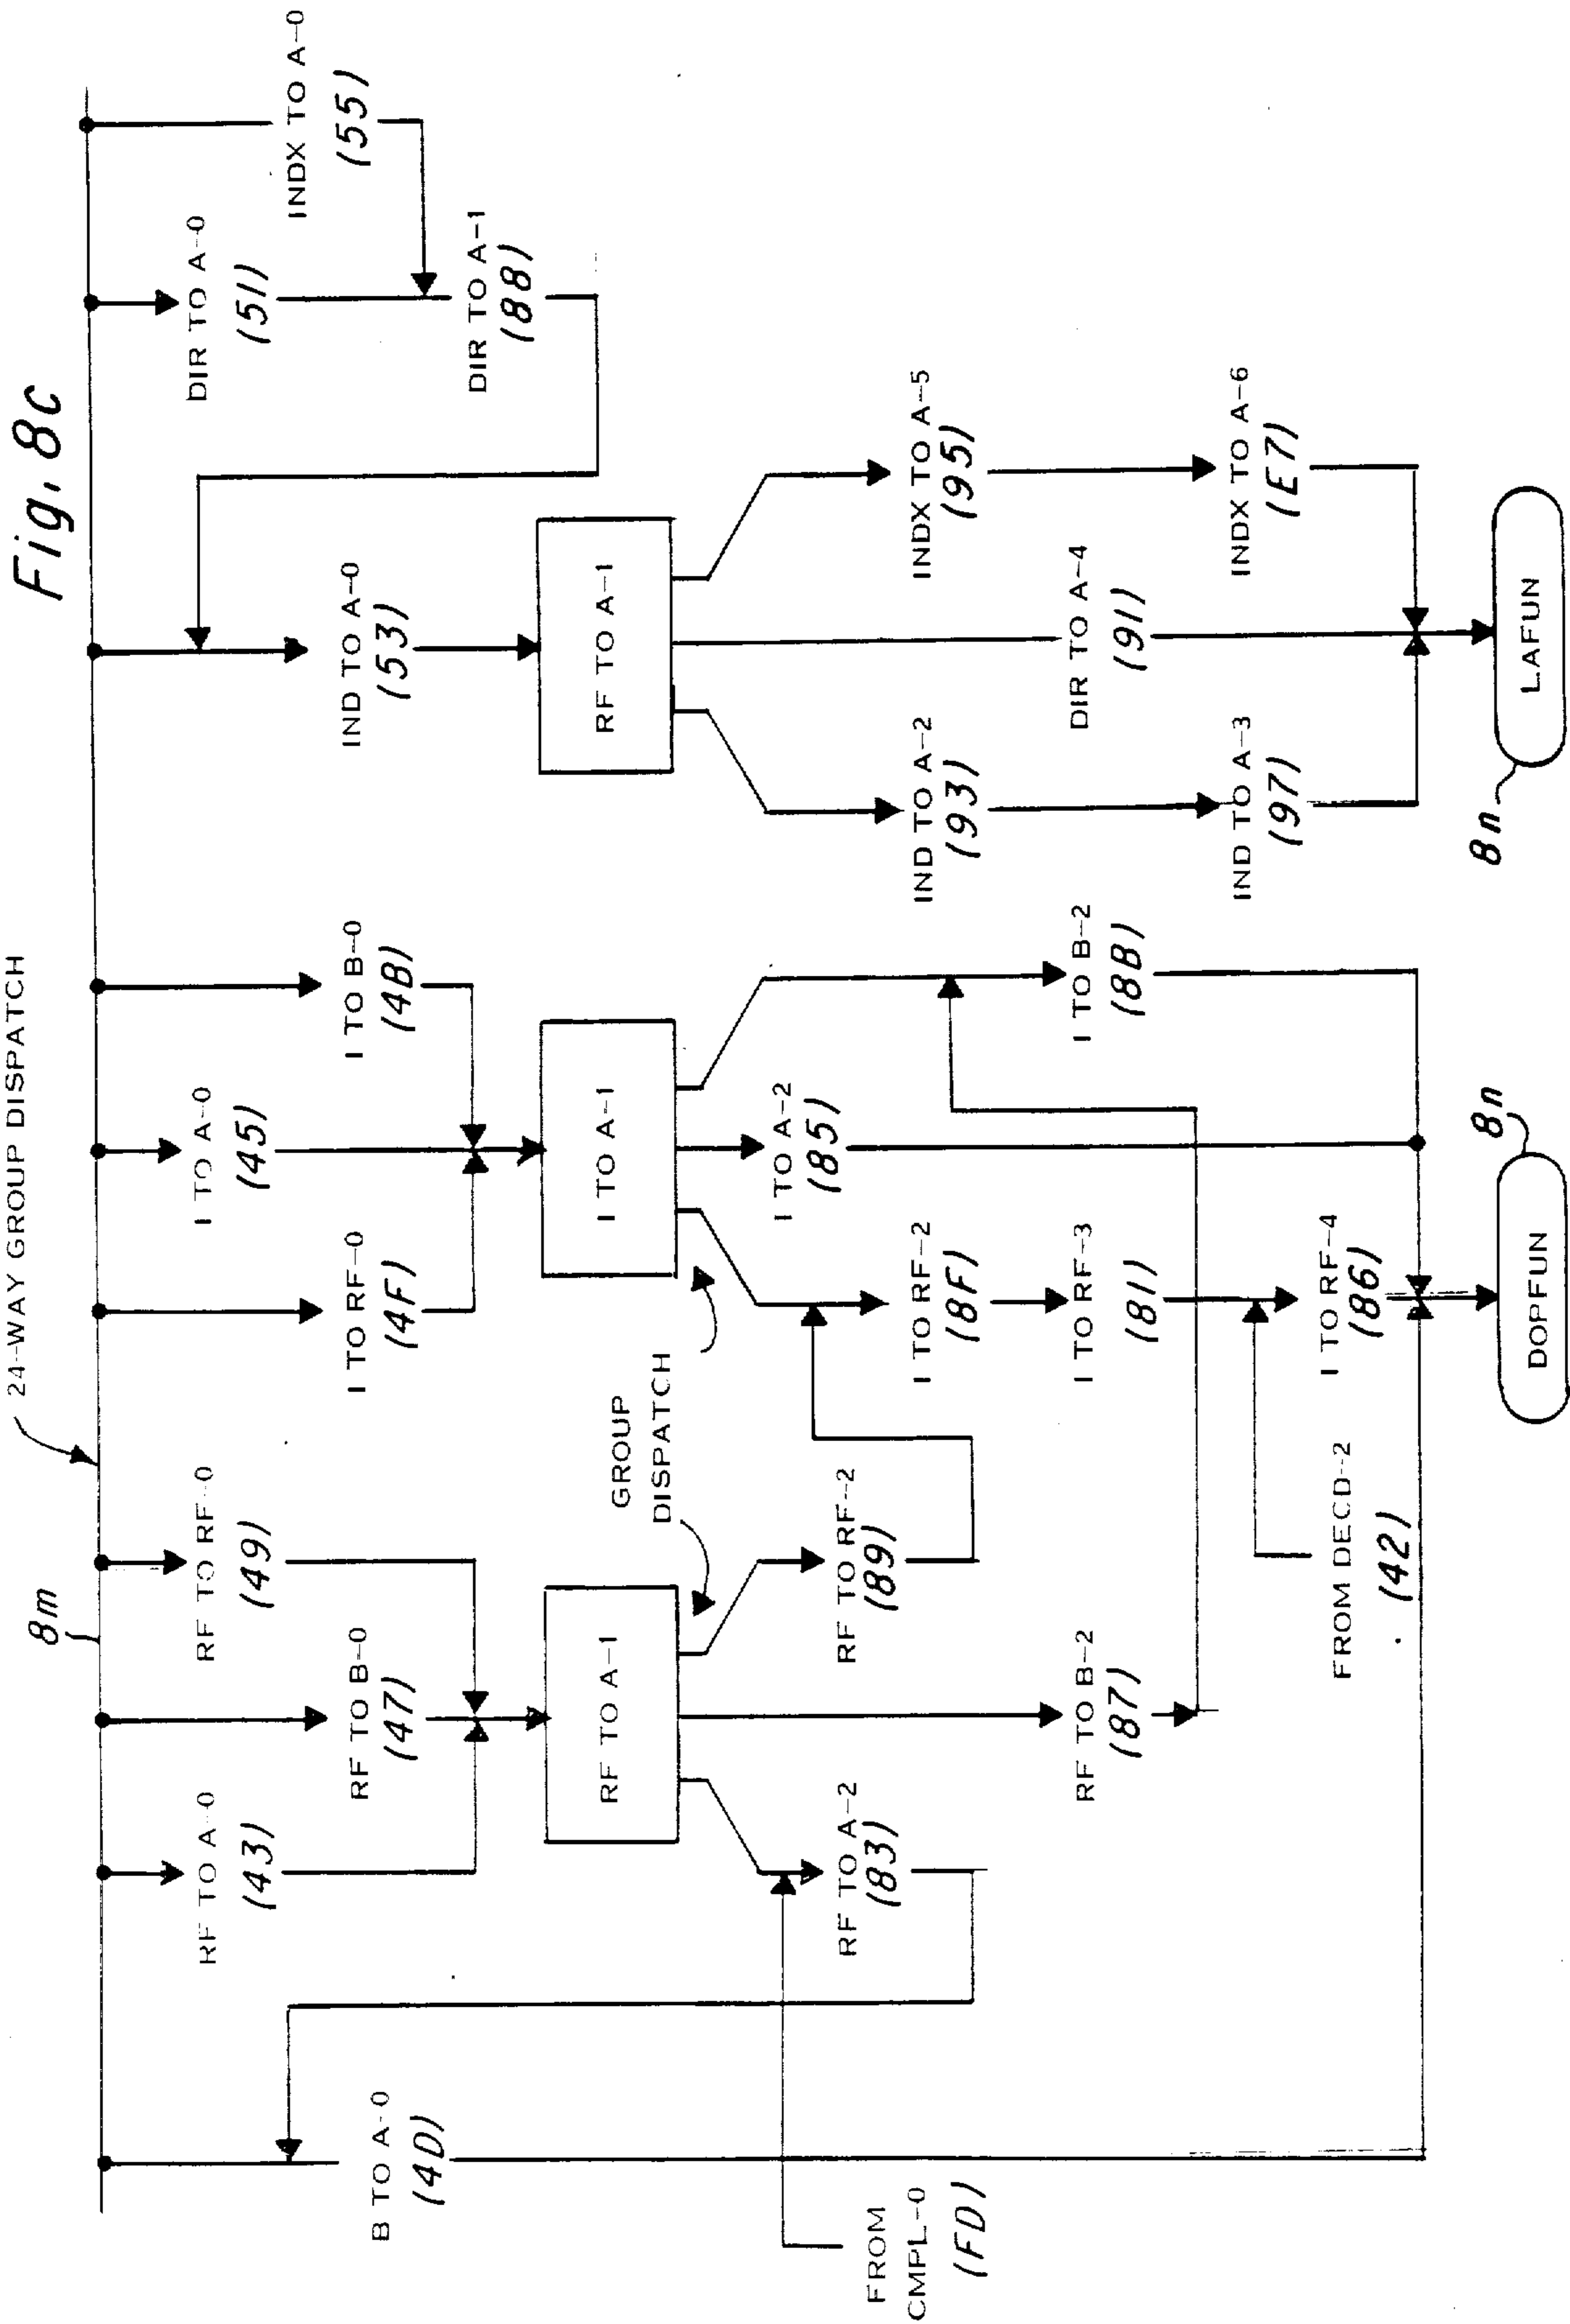 Fig. 8c
24-WAY GROUP DISPATCH
8m
B TO A-0
(4D)
RF TO A-0
(43)
RF TO B-0
(47)
RF TO RF-0
(49)
I TO RF-0
(4F)
I TO A-0
(45)
I TO B-0
(4B)
IND TO A-0
(53)
DIR TO A-0
(51)
INDX TO A-0
(55)
DIR TO A-1
(88)
RF TO A-1
I TO A-1
RF TO A-1
GROUP
DISPATCH
FROM
CMPL-0
(FD)
RF TO A-2
(83)
RF TO B-2
(87)
RF TO RF-2
(89)
I TO RF-2
(8F)
I TO RF-3
(81)
I TO A-2
(85)
I TO B-2
(8B)
IND TO A-2
(93)
IND TO A-3
(97)
DIR TO A-4
(91)
INDX TO A-5
(95)
INDX TO A-6
(E7)
FROM DECD-2
(42)
I TO RF-4
(86)
DOPFUN
8n
LAFUN
8n